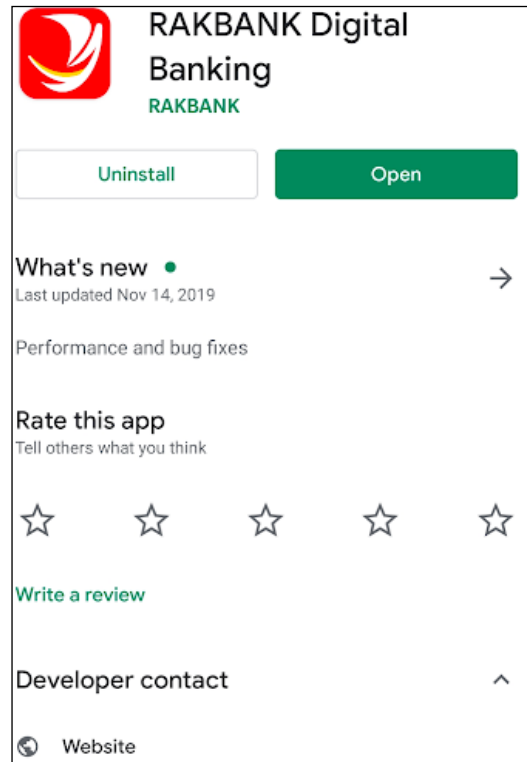 RAKBANK Digital
Banking
RAKBANK
Uninstall
Open
What's new
Last updated Nov 14, 2019
Performance and bug fixes
Rate this app
Tell others what you think
Write a review
Developer contact
Website